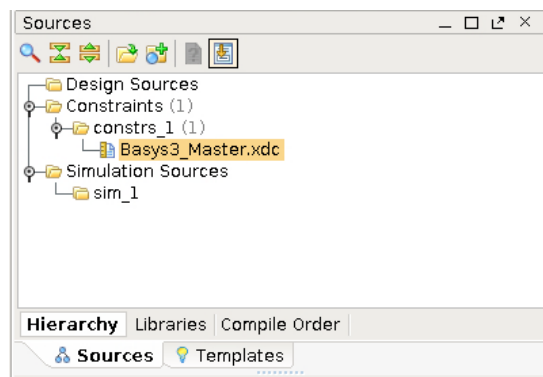 Sources
Design Sources
Constraints (1)
constrs_1 (1)
Basys3_Master.xdc
Simulation Sources
sim_1
Hierarchy Libraries Compile Order
Sources Templates